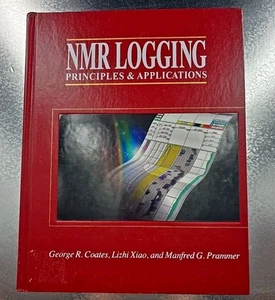 NMR LOGGING
PRINCIPLES & APPLICATIONS
George R. Coates, Lizhi Xiao, and Manfred G. Prammer